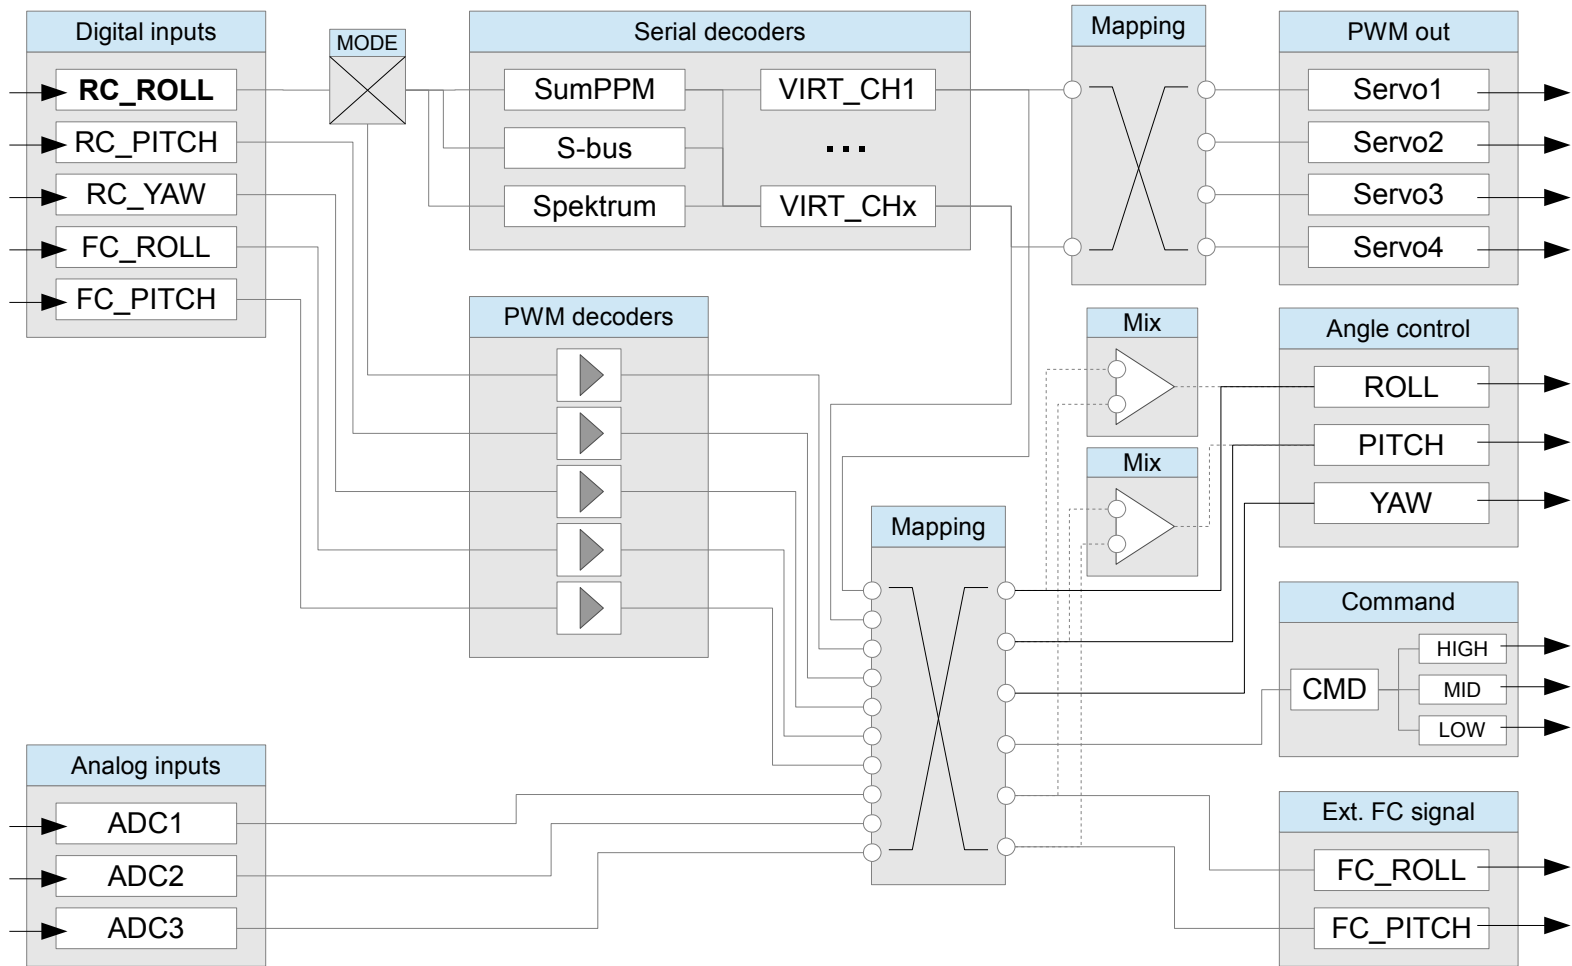 Digital inputs
RC_ROLL
RC_PITCH
RC_YAW
FC_ROLL
FC_PITCH
MODE
Serial decoders
SumPPM
S-bus
Spektrum
VIRT_CH1
...
VIRT_CHx
Mapping
PWM out
Servo1
Servo2
Servo3
Servo4
PWM decoders
Mix
Mix
Angle control
ROLL
PITCH
YAW
Mapping
Command
CMD
HIGH
MID
LOW
Analog inputs
ADC1
ADC2
ADC3
Ext. FC signal
FC_ROLL
FC_PITCH